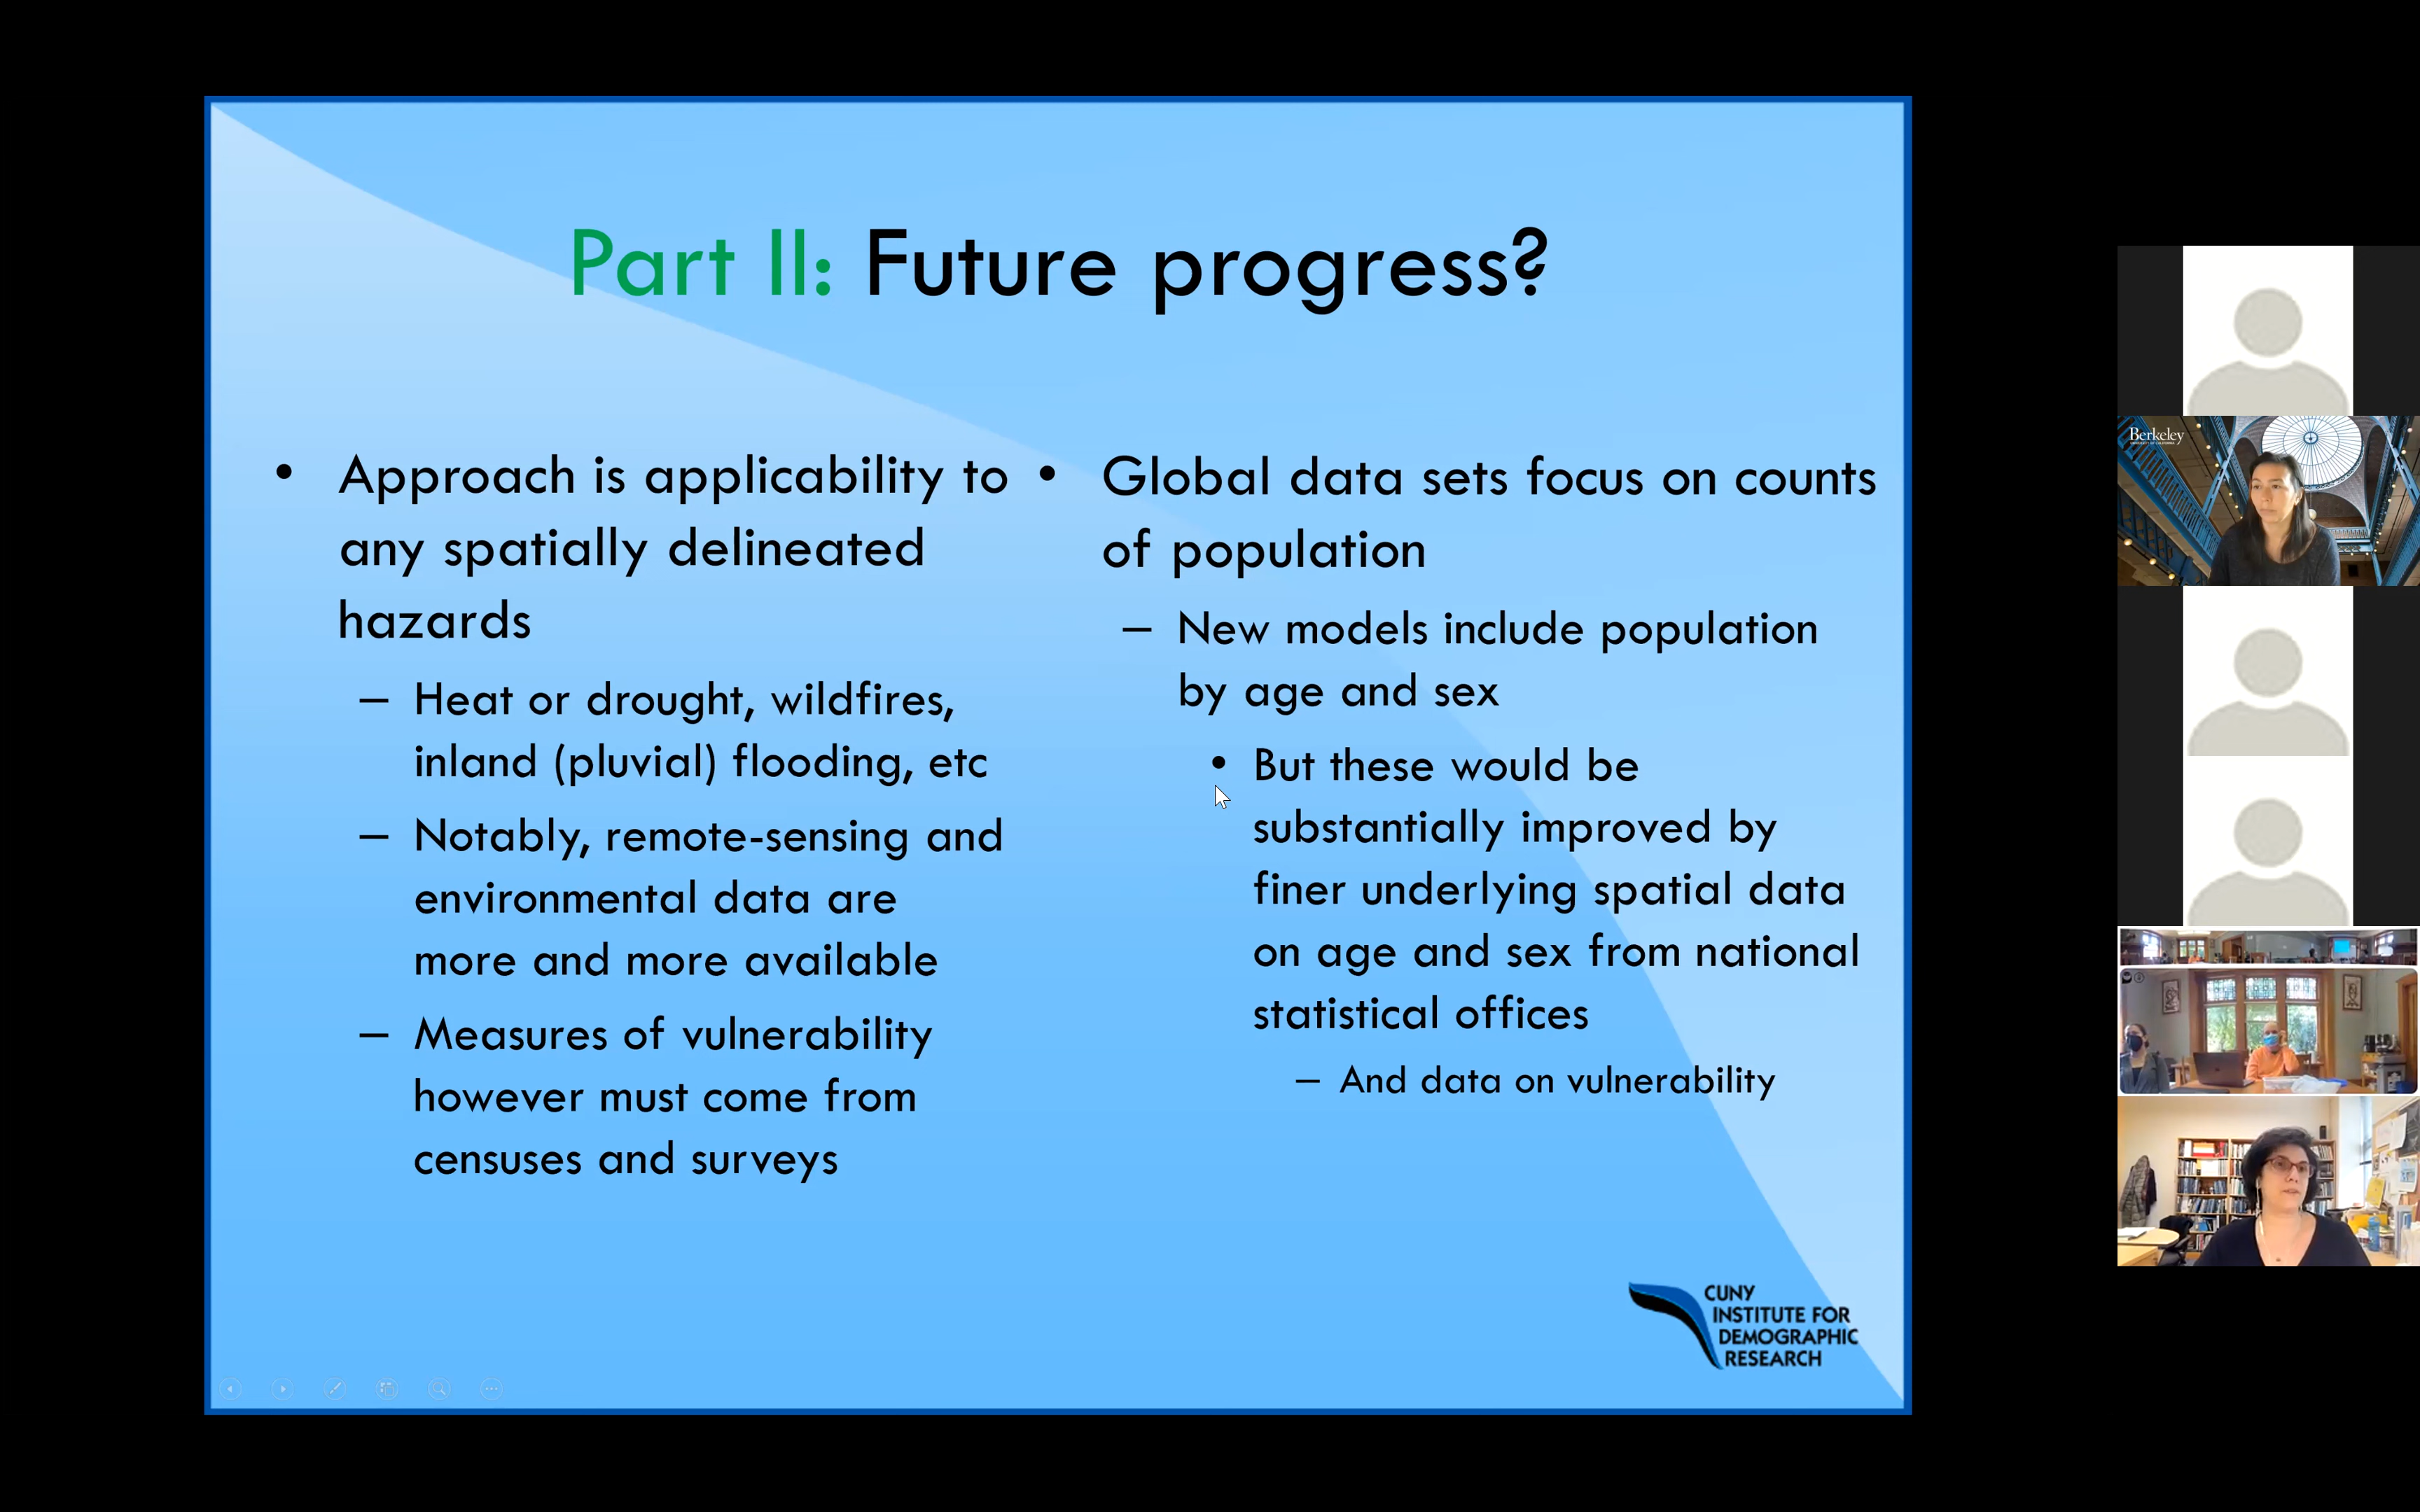 Part II: Future progress?
• Approach is applicability to
any spatially delineated
hazards
– Heat or drought, wildfires,
inland (pluvial) flooding, etc
– Notably, remote-sensing and
environmental data are
more and more available
– Measures of vulnerability
however must come from
censuses and surveys
• Global data sets focus on counts
of population
– New models include population
by age and sex
• But these would be
substantially improved by
finer underlying spatial data
on age and sex from national
statistical offices
– And data on vulnerability
CUNY
INSTITUTE FOR
DEMOGRAPHIC
RESEARCH
Berkeley